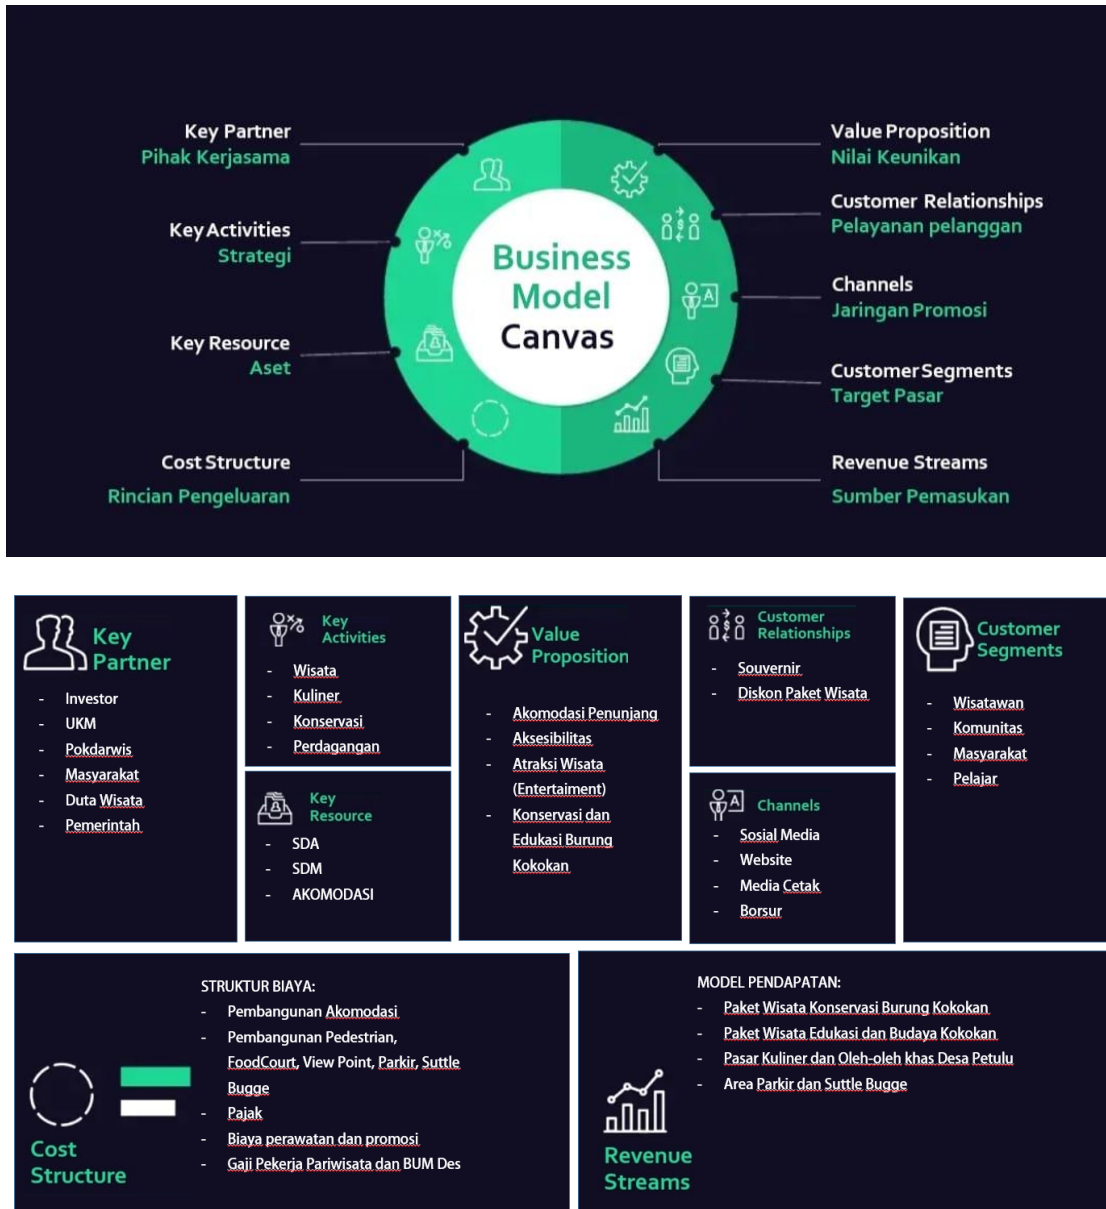 Key Partner
Pihak Kerjasama
Key Activities
Strategi
Key Resource
Aset
Cost Structure
Rincian Pengeluaran
Business
Model
Canvas
Value Proposition
Nilai Keunikan
Customer Relationships
Pelayanan pelanggan
Channels
Jaringan Promosi
Customer Segments
Target Pasar
Revenue Streams
Sumber Pemasukan
Key
Partner
- Investor
- UKM
- Pokdarwis
- Masyarakat
- Duta Wisata
- Pemerintah
Key
Activities
- Wisata
- Kuliner
- Konservasi
- Perdagangan
Key
Resource
- SDA
- SDM
- AKOMODASI
Value
Proposition
- Akomodasi Penunjang
- Aksesibilitas
- Atraksi Wisata
(Entertaiment)
- Konservasi dan
Edukasi Burung
Kokokan
Customer
Relationships
- Souvernir
- Diskon Paket Wisata
A Channels
- Sosial Media
- Website
- Media Cetak
- Borsur
Customer
Segments
- Wisatawan
- Komunitas
- Masyarakat
- Pelajar
Cost
Structure
STRUKTUR BIAYA:
- Pembangunan Akomodasi
- Pembangunan Pedestrian,
FoodCourt, View Point, Parkir, Suttle
Bugge
- Pajak
- Biaya perawatan dan promosi
- Gaji Pekerja Pariwisata dan BUM Des
Revenue
Streams
MODEL PENDAPATAN:
- Paket Wisata Konservasi Burung Kokokan
- Paket Wisata Edukasi dan Budaya Kokokan
- Pasar Kuliner dan Oleh-oleh khas Desa Petulu
- Area Parkir dan Suttle Bugge